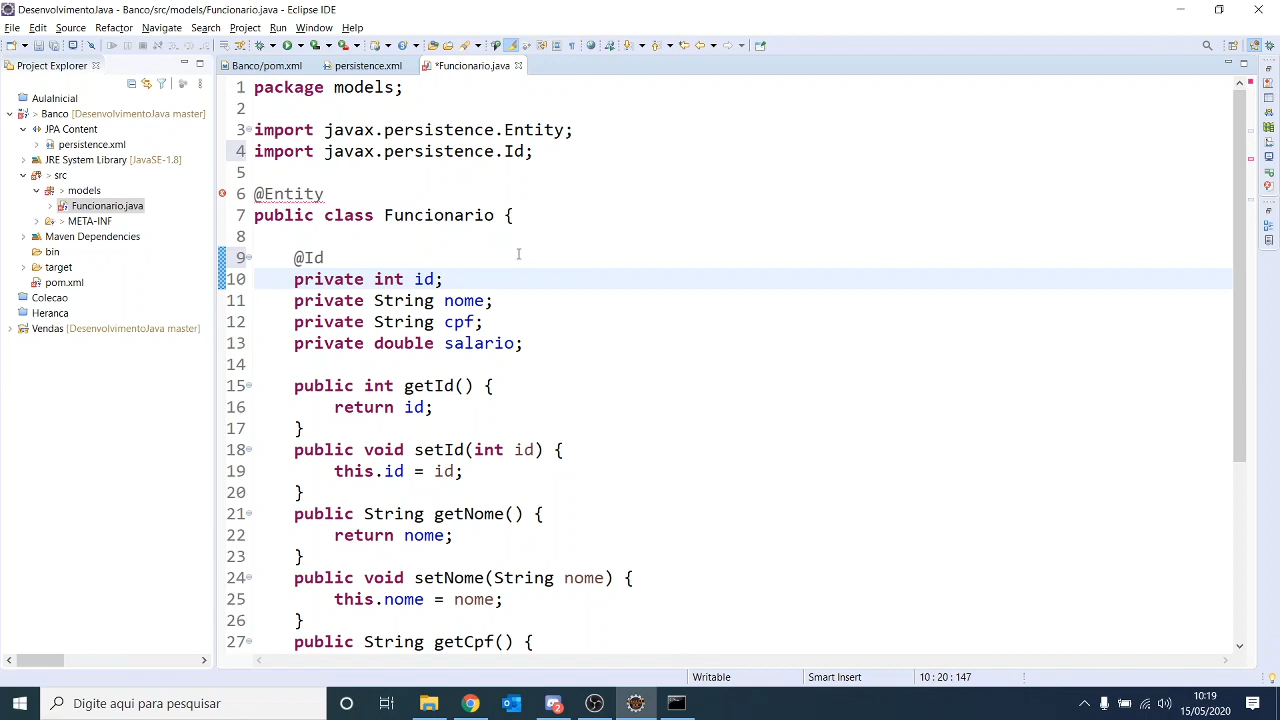 DesenvolvimentoJava - Banco/src/models/Funcionario.java - Eclipse IDE
File Edit Source Refactor Navigate Search Project Run Window Help
Project Explorer
Banco/pom.xml persistence.xml *Funcionario.java
AulaInicial
> Banco [DesenvolvimentoJava master]
JPA Content
persistence.xml
JRE System Library [JavaSE-1.8]
> src
> models
Funcionario.java
> META-INF
Maven Dependencies
bin
> target
pom.xml
Colcao
Heranca
> Vendas [DesenvolvimentoJava master]
1 package models;
2
3 import javax.persistence.Entity;
4 import javax.persistence.Id;
5
6 @Entity
7 public class Funcionario {
8
9 @Id
10 private int id;
11 private String nome;
12 private String cpf;
13 private double salario;
14
15 public int getId() {
16 return id;
17 }
18 public void setId(int id) {
19 this.id = id;
20 }
21 public String getNome() {
22 return nome;
23 }
24 public void setNome(String nome) {
25 this.nome = nome;
26 }
27 public String getCpf() {
Writable Smart Insert 10 : 20 : 147
Digite aqui para pesquisar
10:19
15/05/2020